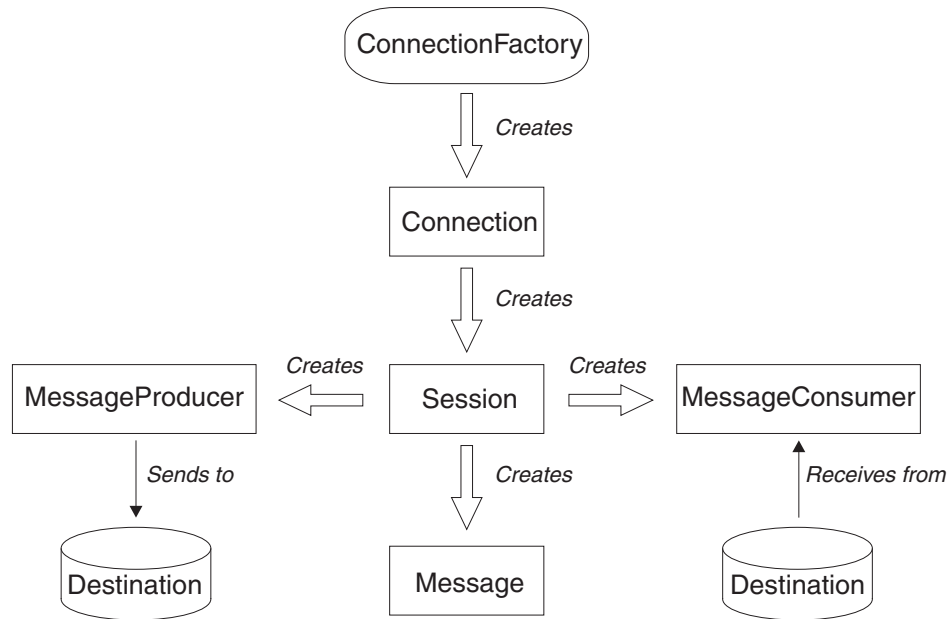 ConnectionFactory
Creates
Connection
Creates
Creates
Creates
MessageProducer
Session
MessageConsumer
Sends to
Creates
Receives from
Destination
Message
Destination